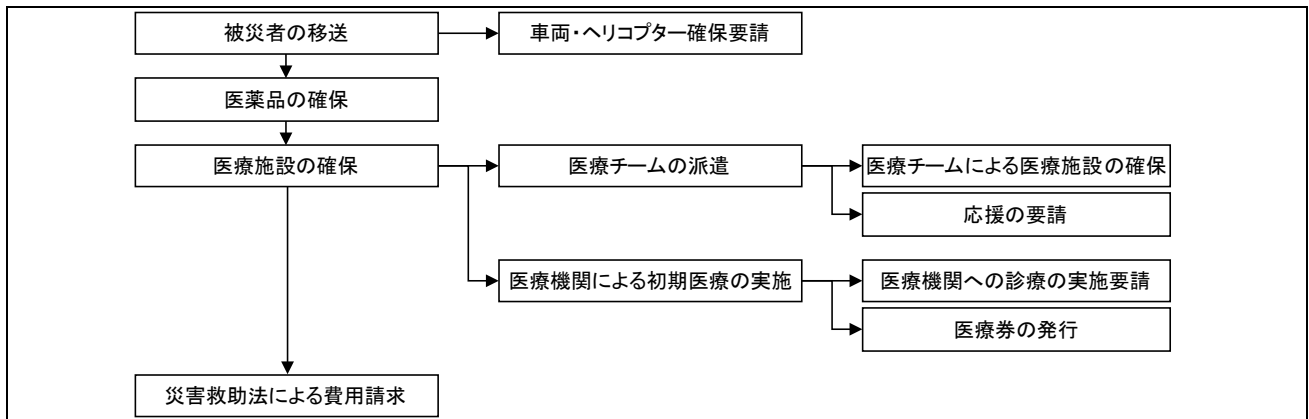 被災者の移送
車両・ヘリコプター確保要請
医薬品の確保
医療施設の確保
医療チームの派遣
医療チームによる医療施設の確保
応援の要請
医療機関による初期医療の実施
医療機関への診療の実施要請
医療券の発行
災害救助法による費用請求